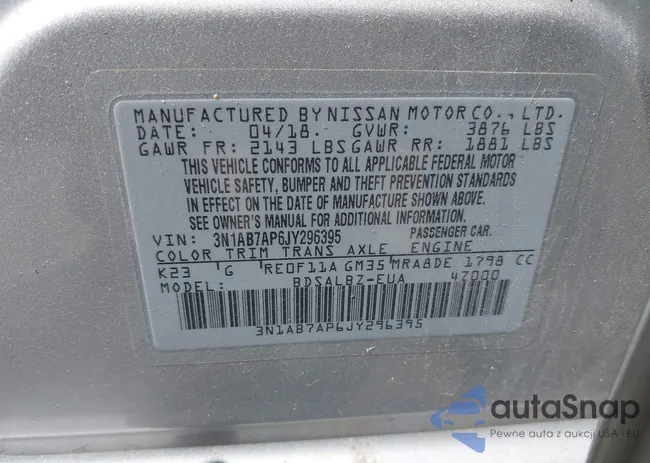 MANUFACTURED BY NISSAN MOTOR CO., LTD.
DATE: 04/18. GVWR: 3876 LBS
GAWR FR: 2143 LBS GAWR RR: 1881 LBS
THIS VEHICLE CONFORMS TO ALL APPLICABLE FEDERAL MOTOR
VEHICLE SAFETY, BUMPER AND THEFT PREVENTION STANDARDS
IN EFFECT ON THE DATE OF MANUFACTURE SHOWN ABOVE.
SEE OWNER'S MANUAL FOR ADDITIONAL INFORMATION.
VIN: 3N1AB7AP6JY296395 PASSENGER CAR.
COLOR TRIM TRANS AXLE ENGINE
K23 G RE0F11A GM35 MRA8DE 1798 CC
MODEL: BDSALBZ-EUA 4Z000
3N1AB7AP6JY296395
autoSnap
Pewne auta z aukcji USA i EU